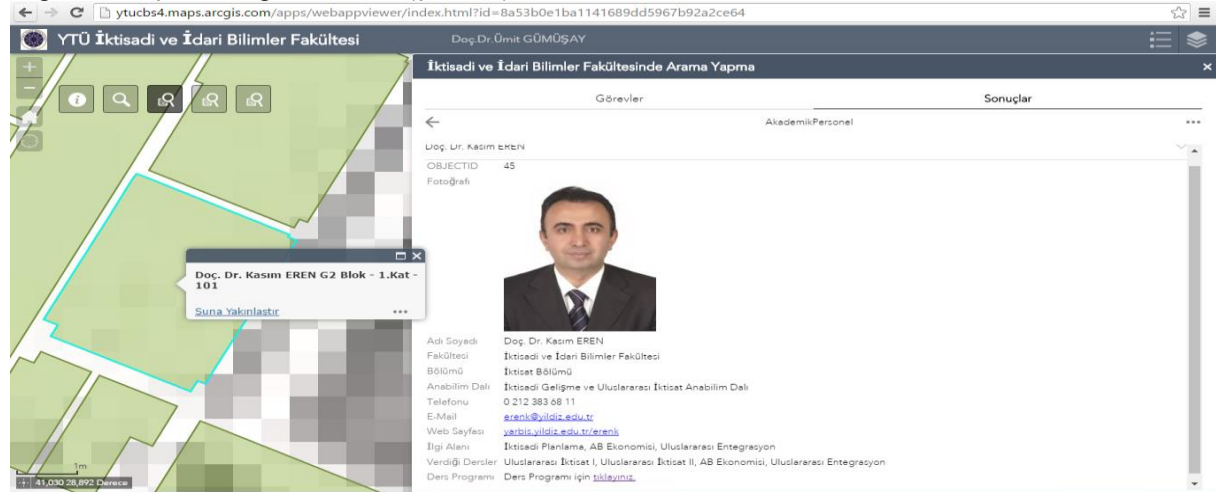 ytucbs4.maps.arcgis.com/apps/webappviewer/index.html?id=8a53b0e1ba1141689dd5967b92a2ce64
YTÜ İktisadi ve İdari Bilimler Fakültesi
Doç.Dr.Ümit GÜMÜŞAY
İktisadi ve İdari Bilimler Fakültesinde Arama Yapma
Görevler
Sonuçlar
AkademikPersonel
Doç. Dr. Kasım EREN
OBJECTID 45
Fotoğrafı
Doç. Dr. Kasım EREN G2 Blok - 1.Kat -
101
Şuna Yakınlaştır
Adı Soyadı Doç. Dr. Kasım EREN
Fakültesi İktisadi ve İdari Bilimler Fakültesi
Bölümü İktisat Bölümü
Anabilim Dalı İktisadi Gelişme ve Uluslararası İktisat Anabilim Dalı
Telefonu 0 212 383 68 11
E-Mail erenk@yildiz.edu.tr
Web Sayfası yarbis.yildiz.edu.tr/erenk
İlgi Alanı İktisadi Planlama, AB Ekonomisi, Uluslararası Entegrasyon
Verdiği Dersler Uluslararası İktisat I, Uluslararası İktisat II, AB Ekonomisi, Uluslararası Entegrasyon
Ders Programı Ders Programı için tıklayınız.
1m
41,030 28,892 Derece